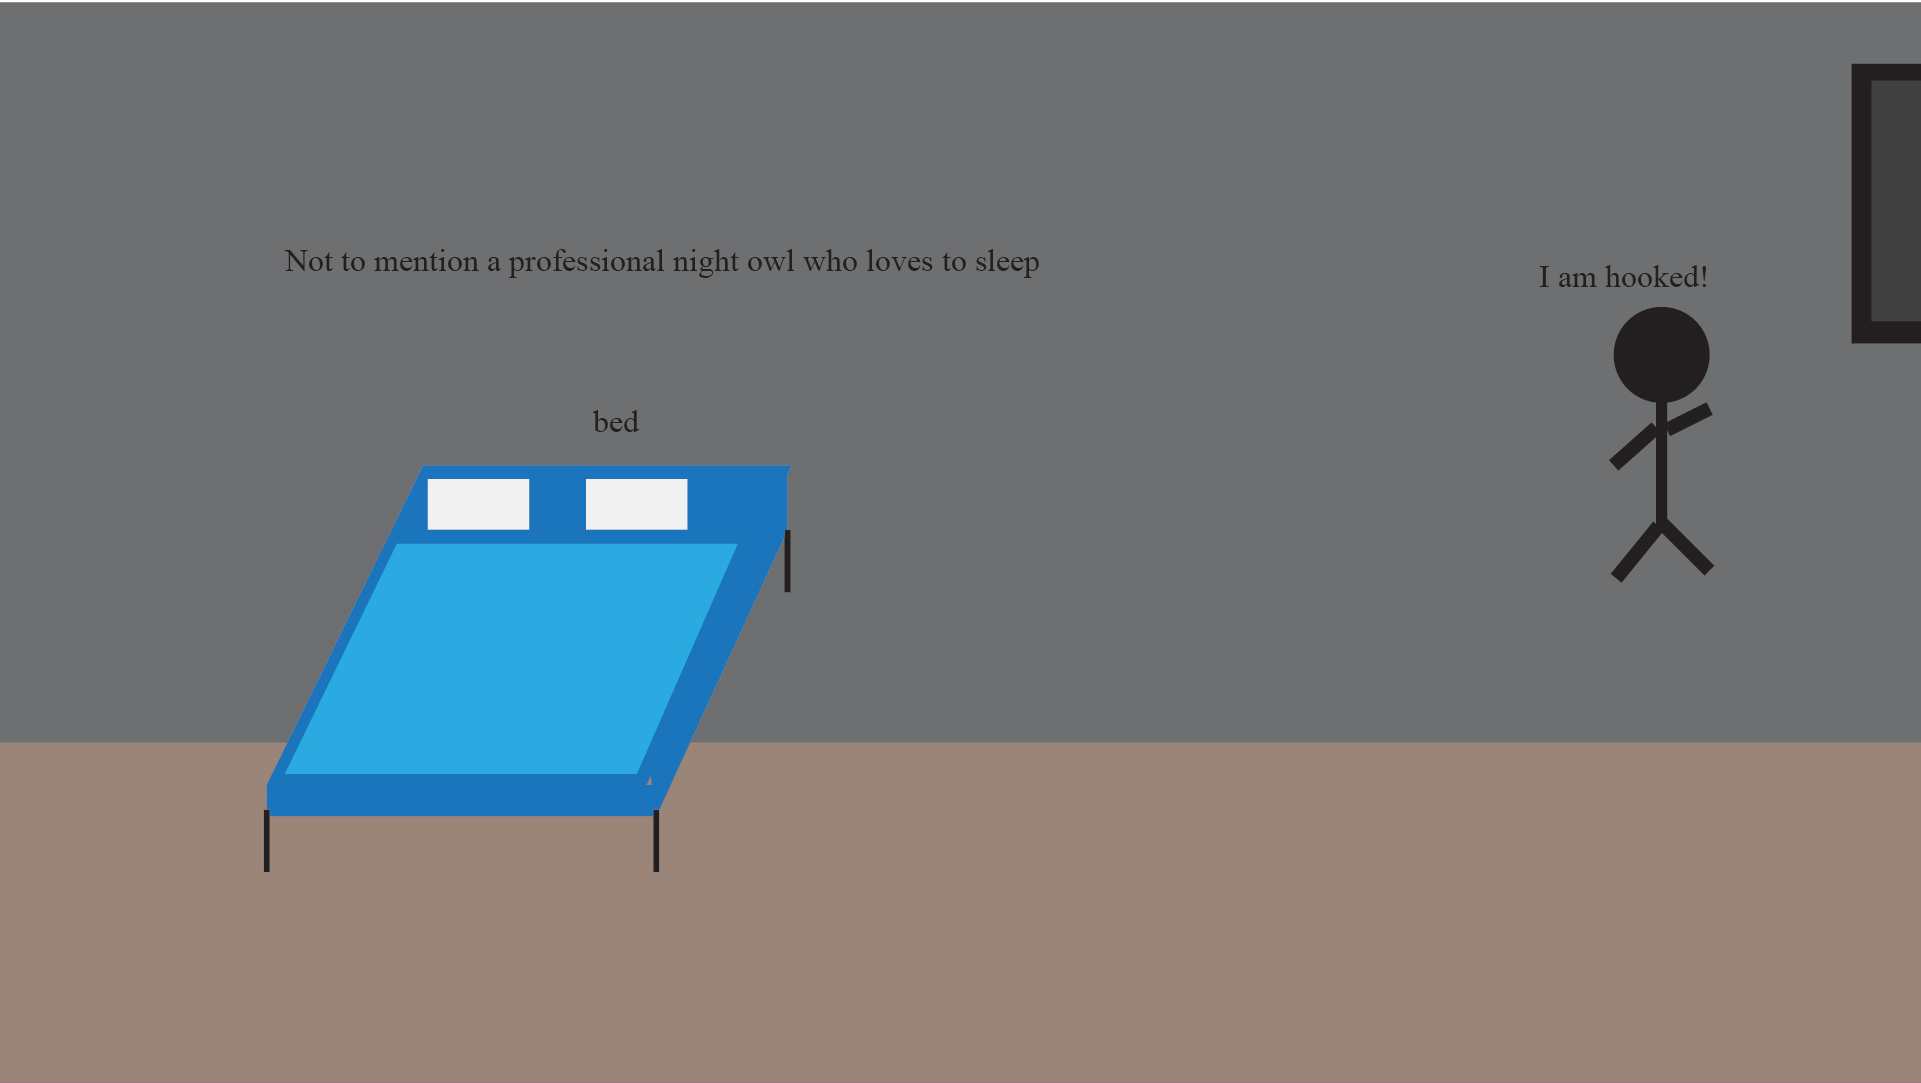 Not to mention a professional night owl who loves to sleep
I am hooked!
bed